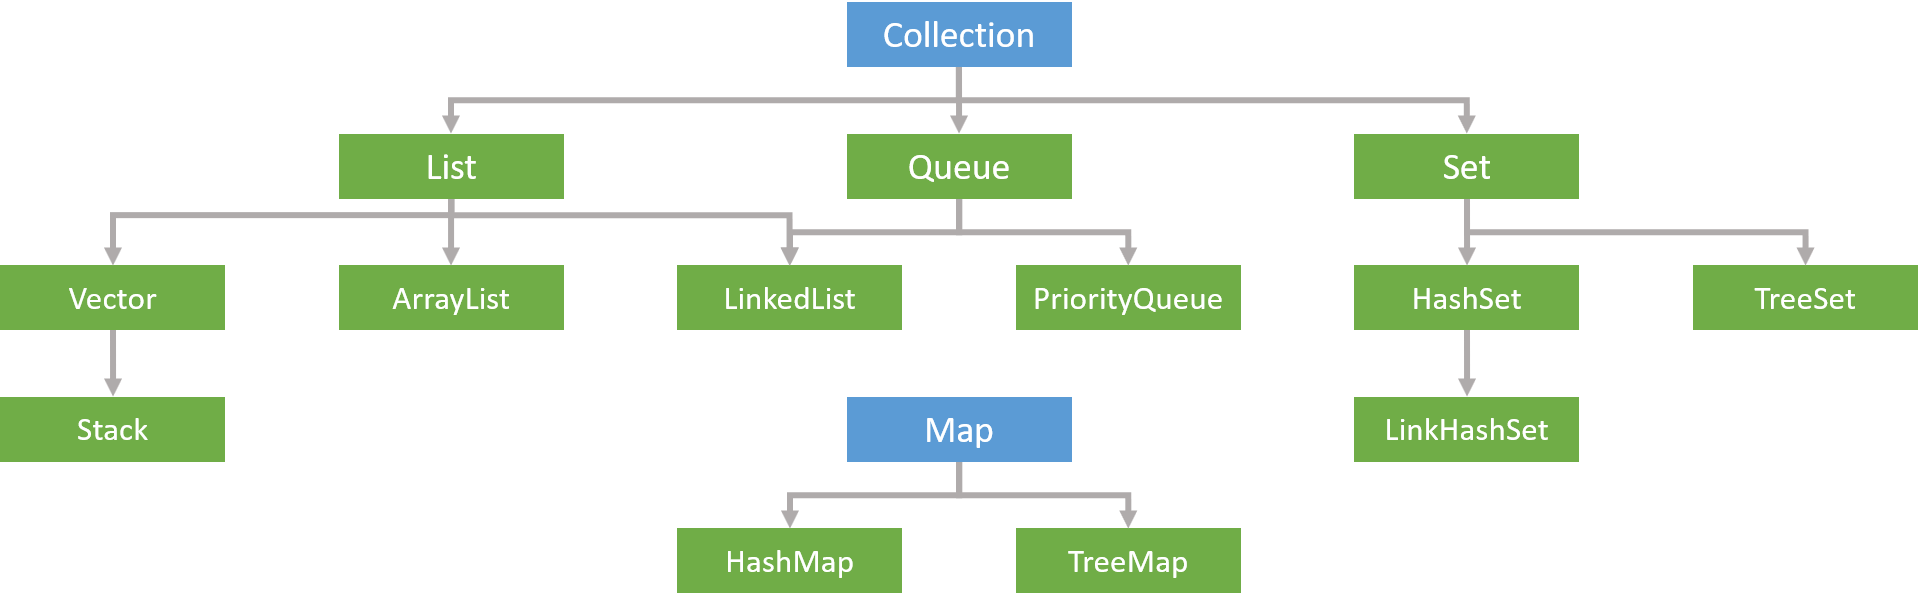 Collection
List
Queue
Set
Vector
ArrayList
LinkedList
PriorityQueue
HashSet
TreeSet
Stack
Map
LinkHashSet
HashMap
TreeMap